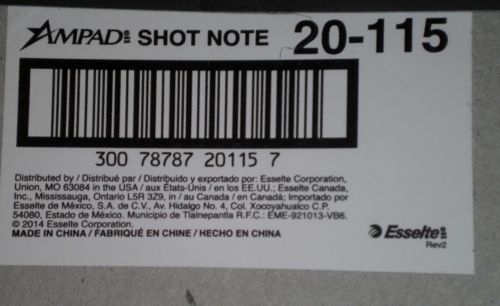 AMPAD SHOT NOTE 20-115
300 78787 20115 7
Distributed by / Distribué par / Distribuido y exportado por: Esselte Corporation,
Union, MO 63084 in the USA / aux États-Unis / en los EE.UU.; Esselte Canada,
Inc., Mississauga, Ontario L5R 3Z9, in / au Canada / en Canadá; Importado por
Esselte de México, S.A. de C.V., Av. Hidalgo No. 4, Col. Xocoyahualco C.P.
54080, Estado de México. Municipio de Tlalnepantla R.F.C.: EME-921013-VB6.
© 2014 Esselte Corporation.
MADE IN CHINA / FABRIQUÉ EN CHINE / HECHO EN CHINA
Esselte
Rev2